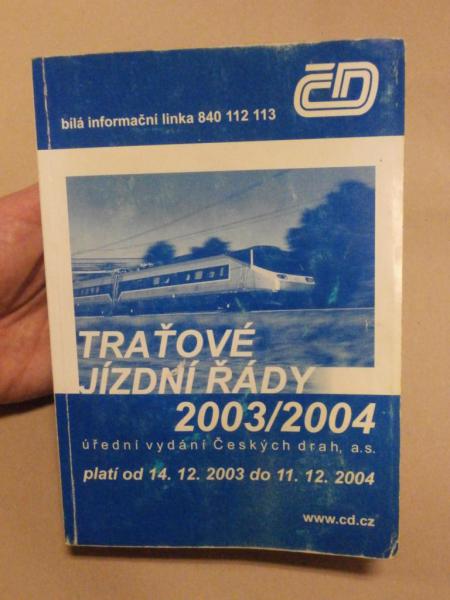 ČD
bílá informační linka 840 112 113
TRAŤOVÉ
JÍZDNÍ ŘÁDY
2003/2004
úřední vydání Českých drah, a.s.
platí od 14. 12. 2003 do 11. 12. 2004
www.cd.cz